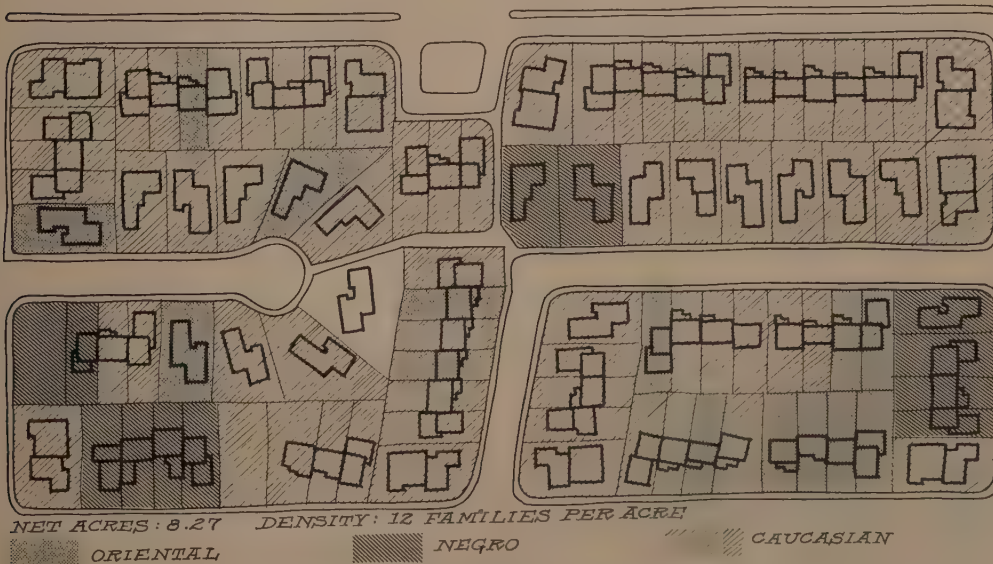 NET ACRES: 8.27 DENSITY: 12 FAMILIES PER ACRE
ORIENTAL NEGRO CAUCASIAN